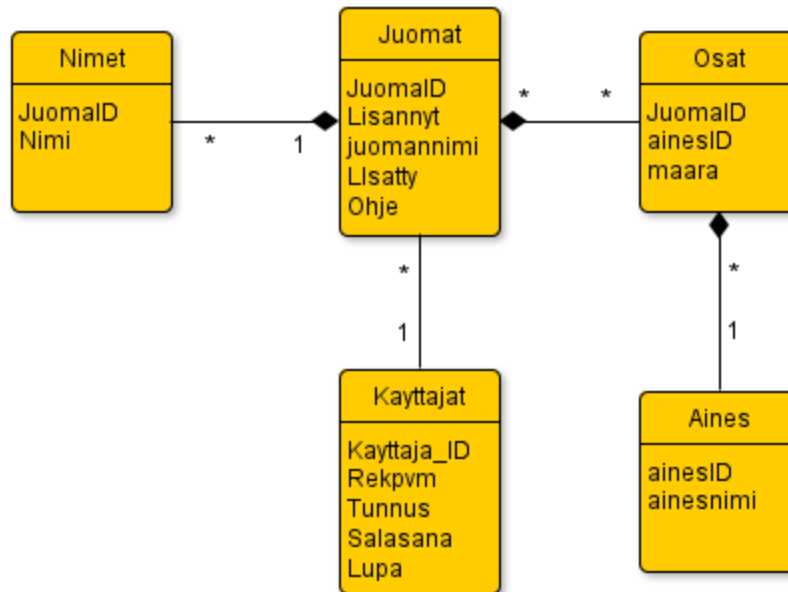 Nimet
JuomaID
Nimi
Juomat
JuomaID
Lisannyt
juomannimi
LIsatty
Ohje
Osat
JuomaID
ainesID
maara
* 1
* *
*
1
*
1
Kayttajat
Kayttaja_ID
Rekpvm
Tunnus
Salasana
Lupa
Aines
ainesID
ainesnimi